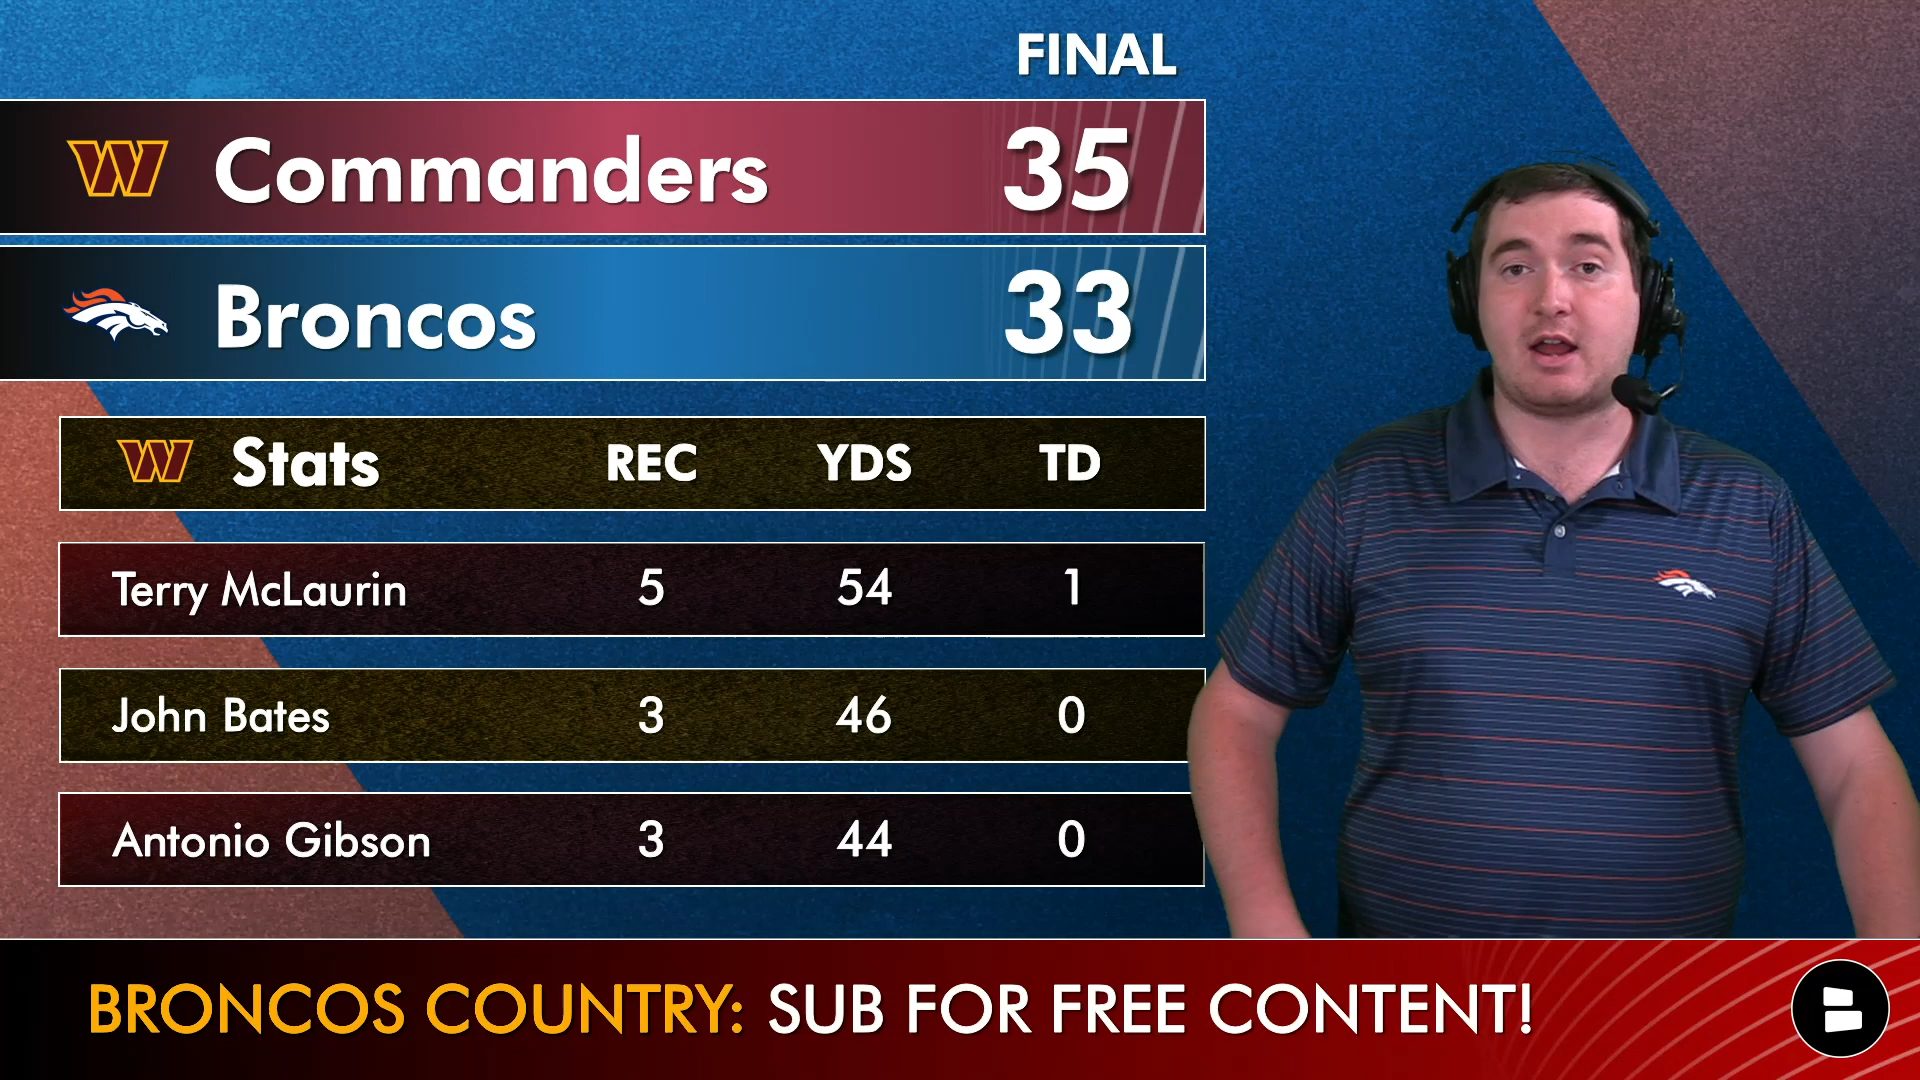 FINAL
Commanders 35
Broncos 33
Stats REC YDS TD
Terry McLaurin 5 54 1
John Bates 3 46 0
Antonio Gibson 3 44 0
BRONCOS COUNTRY: SUB FOR FREE CONTENT!